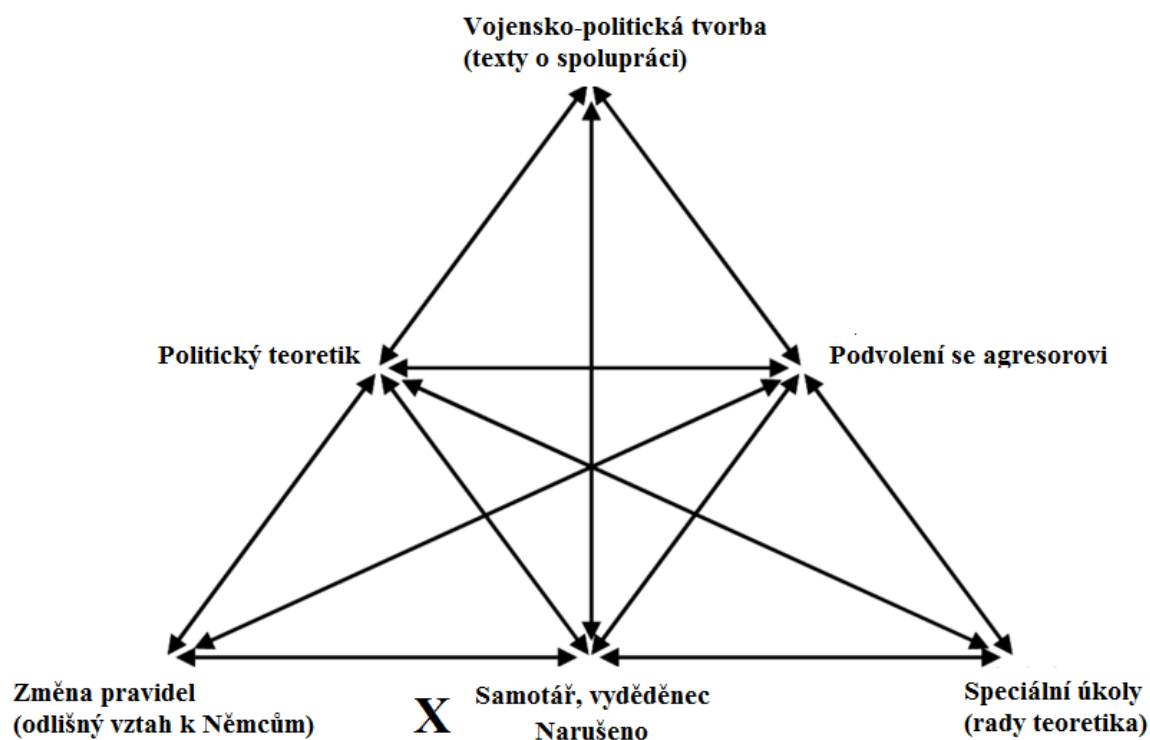 Vojensko-politická tvorba
(texty o spolupráci)
Politický teoretik
Podvolení se agresorovi
Změna pravidel
(odlišný vztah k Němcům)
X
Samotář, vyděděnec
Narušeno
Speciální úkoly
(rady teoretika)